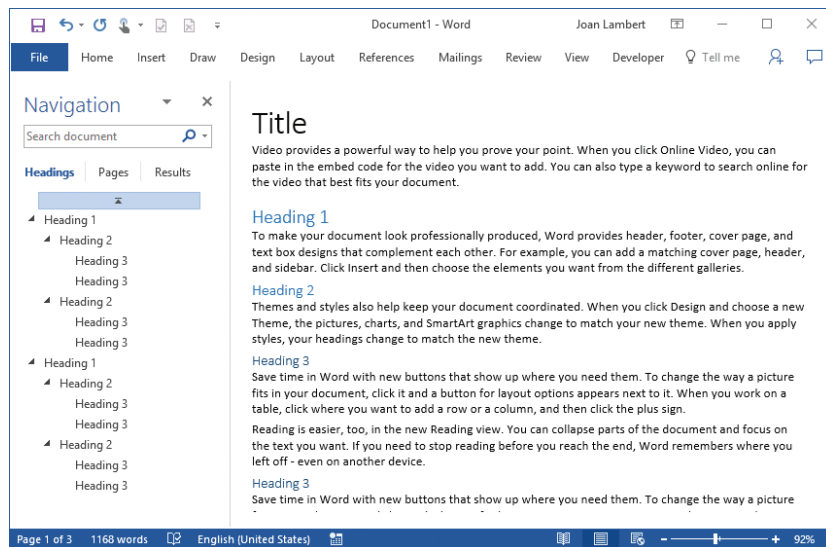 Document1 - Word
Joan Lambert
File Home Insert Draw Design Layout References Mailings Review View Developer Tell me
Navigation
Search document
Headings Pages Results
Heading 1
Heading 2
Heading 3
Heading 3
Heading 2
Heading 3
Heading 3
Heading 1
Heading 2
Heading 3
Heading 3
Heading 2
Heading 3
Heading 3
Title
Video provides a powerful way to help you prove your point. When you click Online Video, you can
paste in the embed code for the video you want to add. You can also type a keyword to search online for
the video that best fits your document.
Heading 1
To make your document look professionally produced, Word provides header, footer, cover page, and
text box designs that complement each other. For example, you can add a matching cover page, header,
and sidebar. Click Insert and then choose the elements you want from the different galleries.
Heading 2
Themes and styles also help keep your document coordinated. When you click Design and choose a new
Theme, the pictures, charts, and SmartArt graphics change to match your new theme. When you apply
styles, your headings change to match the new theme.
Heading 3
Save time in Word with new buttons that show up where you need them. To change the way a picture
fits in your document, click it and a button for layout options appears next to it. When you work on a
table, click where you want to add a row or a column, and then click the plus sign.
Reading is easier, too, in the new Reading view. You can collapse parts of the document and focus on
the text you want. If you need to stop reading before you reach the end, Word remembers where you
left off - even on another device.
Heading 3
Save time in Word with new buttons that show up where you need them. To change the way a picture
Page 1 of 3 1168 words English (United States) 92%